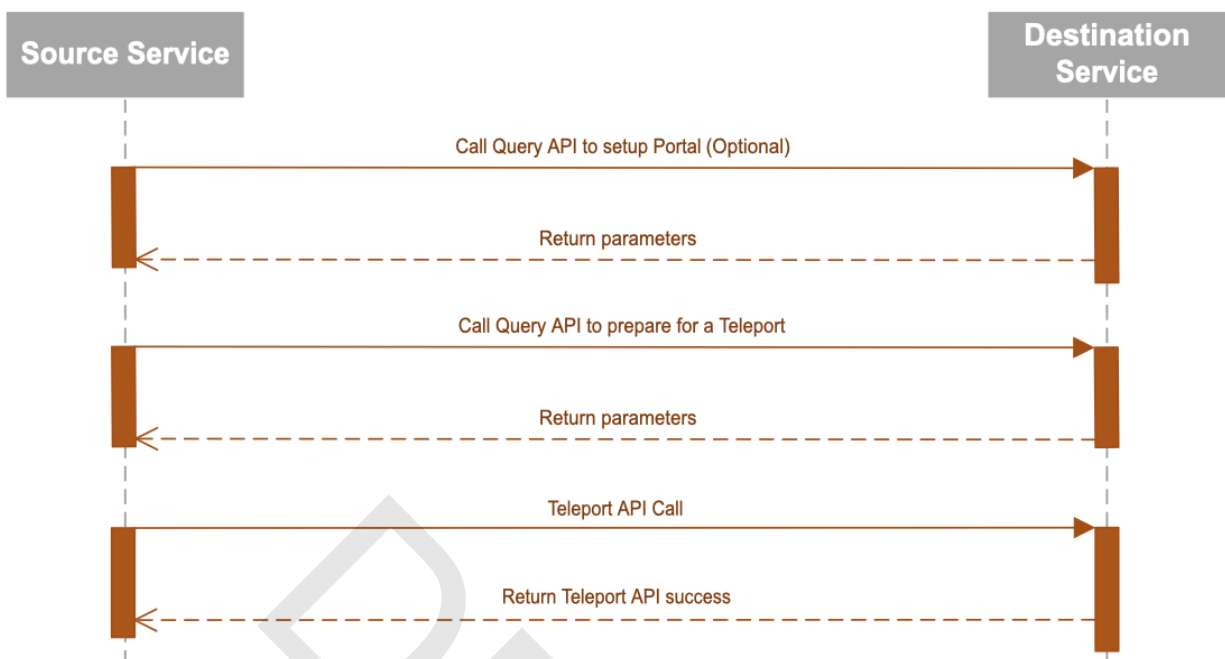 Source Service
Destination
Service
Call Query API to setup Portal (Optional)
Return parameters
Call Query API to prepare for a Teleport
Return parameters
Teleport API Call
Return Teleport API success